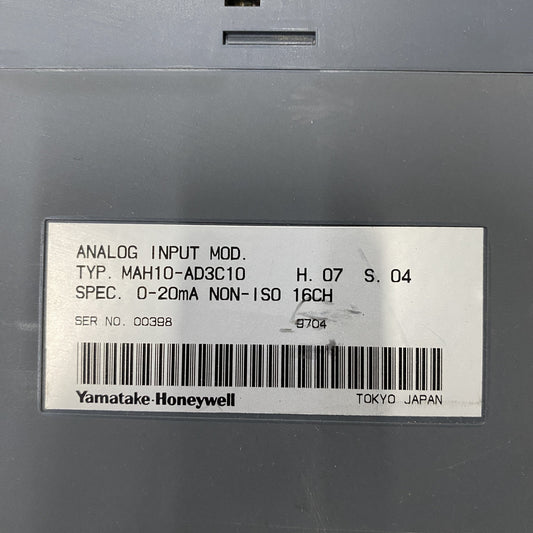 ANALOG INPUT MOD.
TYP. MAH10-AD3C10 H. 07 S. 04
SPEC. 0-20mA NON-ISO 16CH
SER NO. 00398 9704
Yamatake-Honeywell TOKYO JAPAN